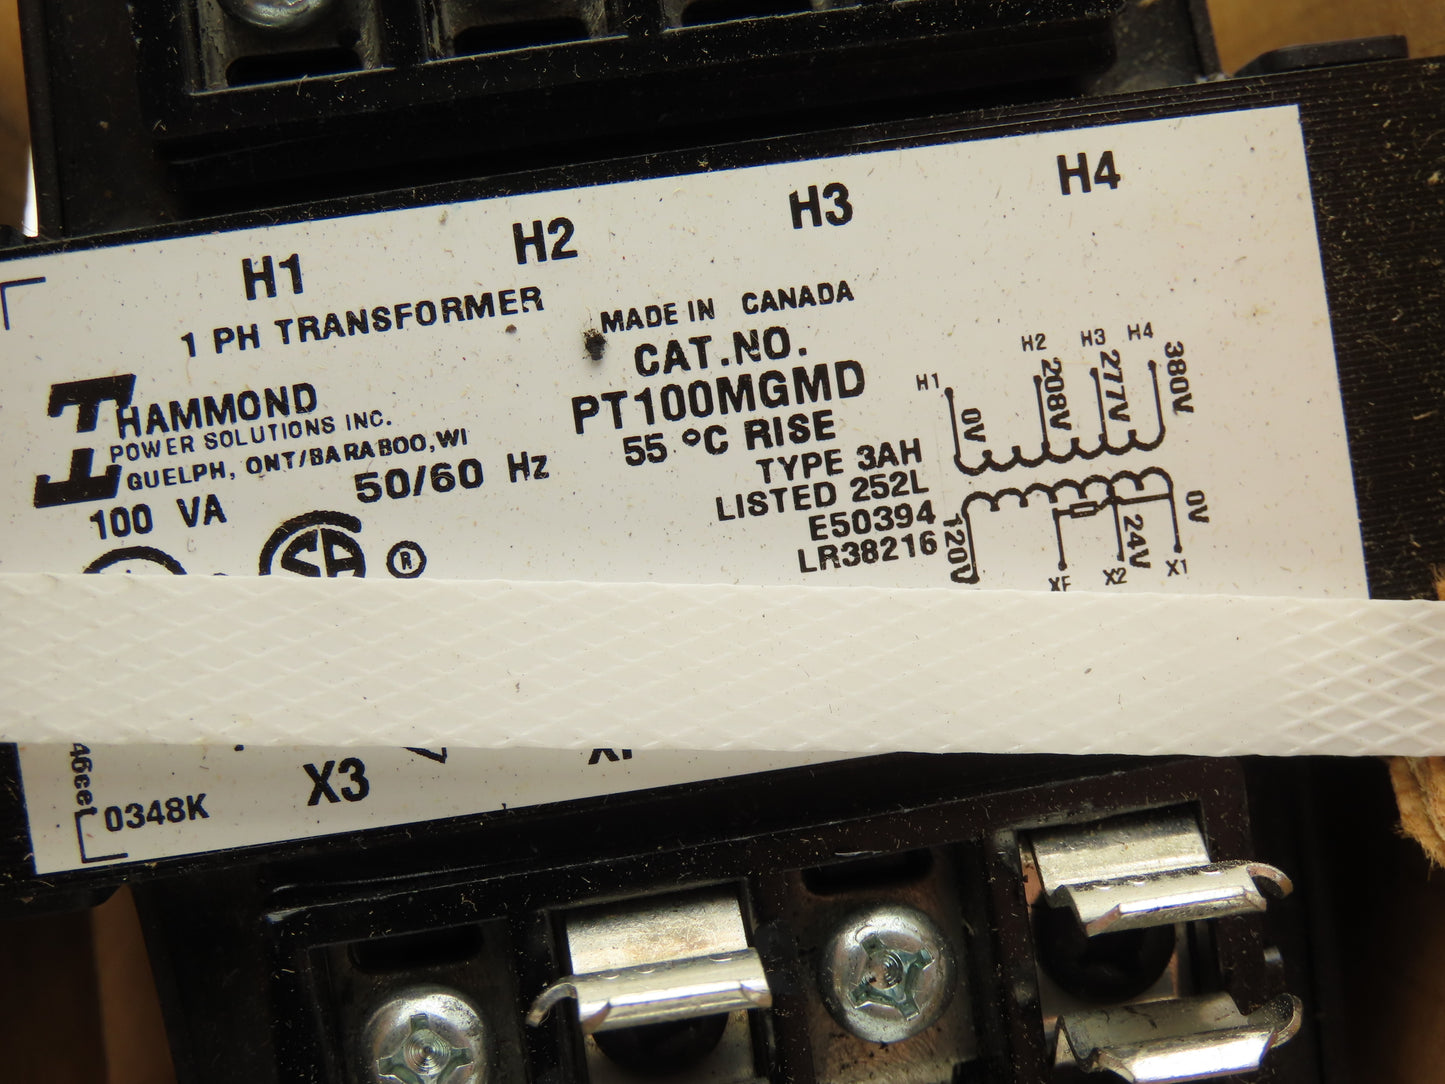 H1 H2 H3 H4
1 PH TRANSFORMER
HAMMOND
POWER SOLUTIONS INC.
GUELPH, ONT/BARABOO,WI
100 VA 50/60 Hz
SA ®
MADE IN CANADA
CAT.NO.
PT100MGMD
55 °C RISE
TYPE 3AH
LISTED 252L
E50394
LR38216
H1 H2 H3 H4
0V 208V 277V 380V
120V 24V 0V
XF X2 X1
0348K
X3